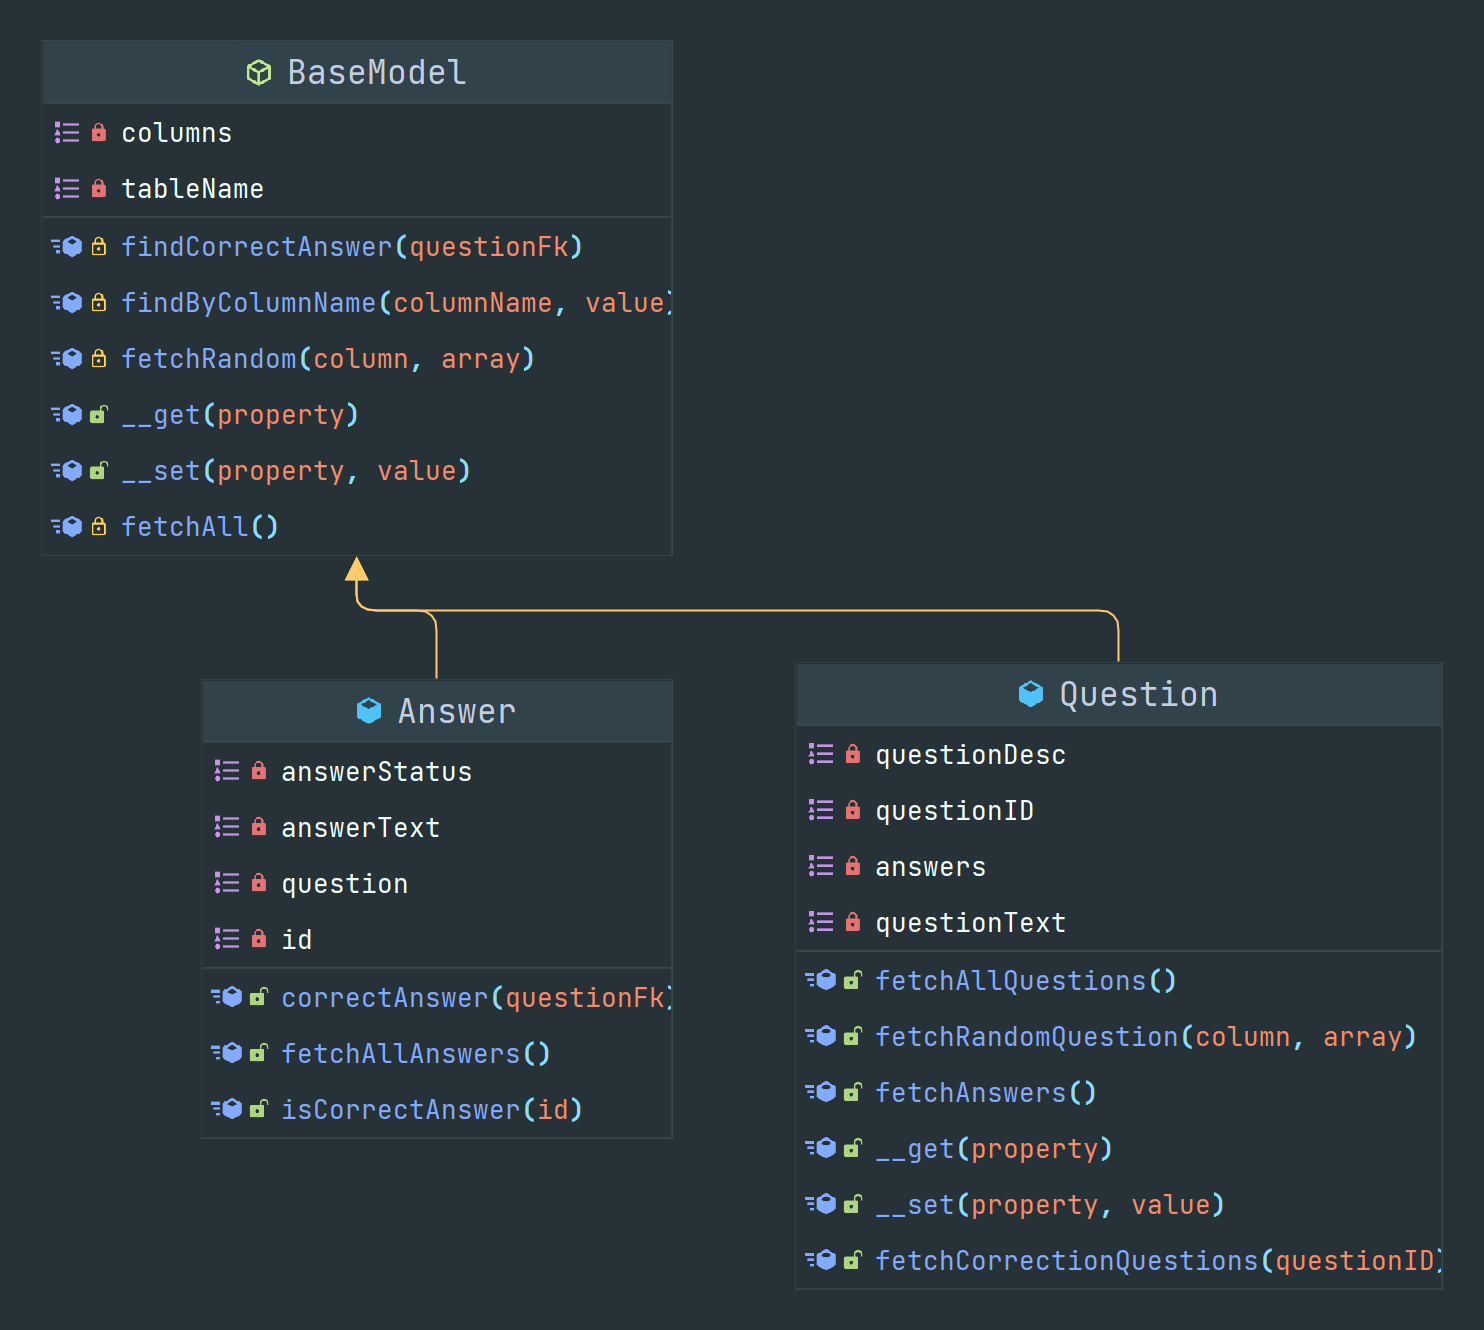 BaseModel
columns
tableName
findCorrectAnswer(questionFk)
findByColumnName(columnName, value)
fetchRandom(column, array)
__get(property)
__set(property, value)
fetchAll()
Answer
answerStatus
answerText
question
id
correctAnswer(questionFk)
fetchAllAnswers()
isCorrectAnswer(id)
Question
questionDesc
questionID
answers
questionText
fetchAllQuestions()
fetchRandomQuestion(column, array)
fetchAnswers()
__get(property)
__set(property, value)
fetchCorrectionQuestions(questionID)